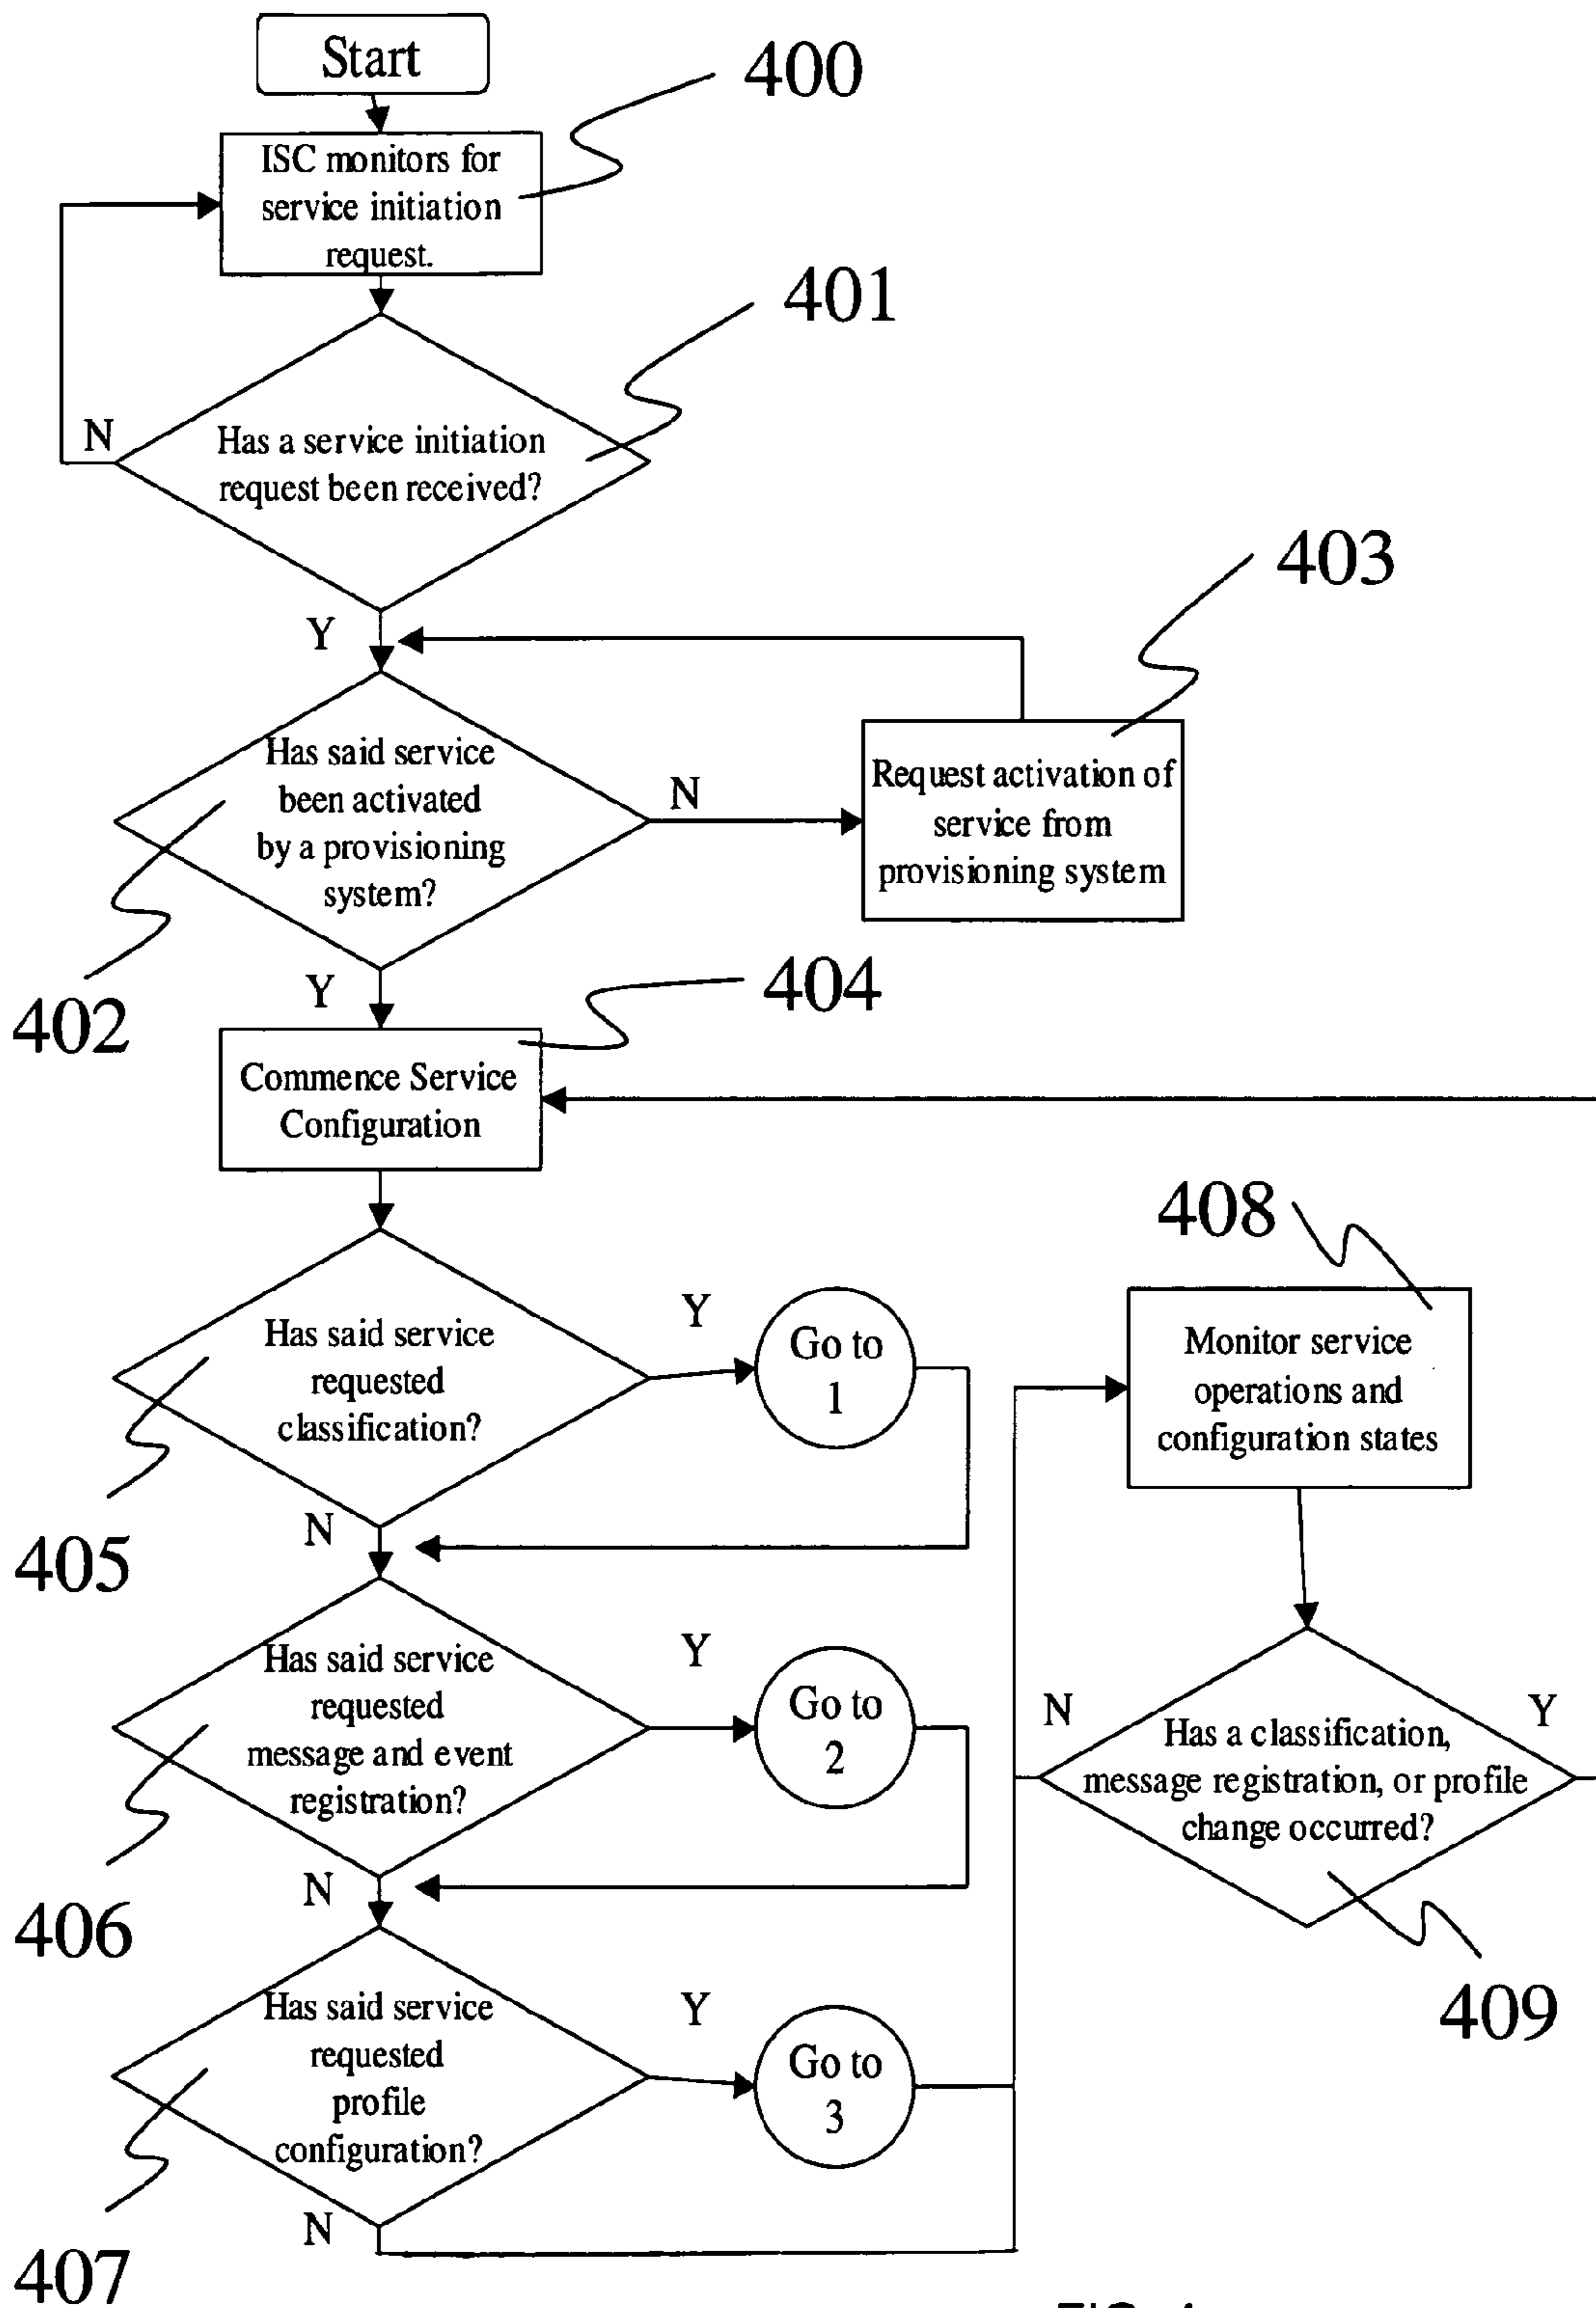 Start
400
ISC monitors for
service initiation
request.
401
N
Has a service initiation
request been received?
Y
403
Has said service
been activated
by a provisioning
system?
N
Request activation of
service from
provisioning system
402
Y
404
Commence Service
Configuration
408
Has said service
requested
classification?
Y
Go to
1
Monitor service
operations and
configuration states
405
N
Has said service
requested
message and event
registration?
Y
Go to
2
N
Y
Has a classification,
message registration, or profile
change occurred?
406
N
409
Has said service
requested
profile
configuration?
Y
Go to
3
407
N